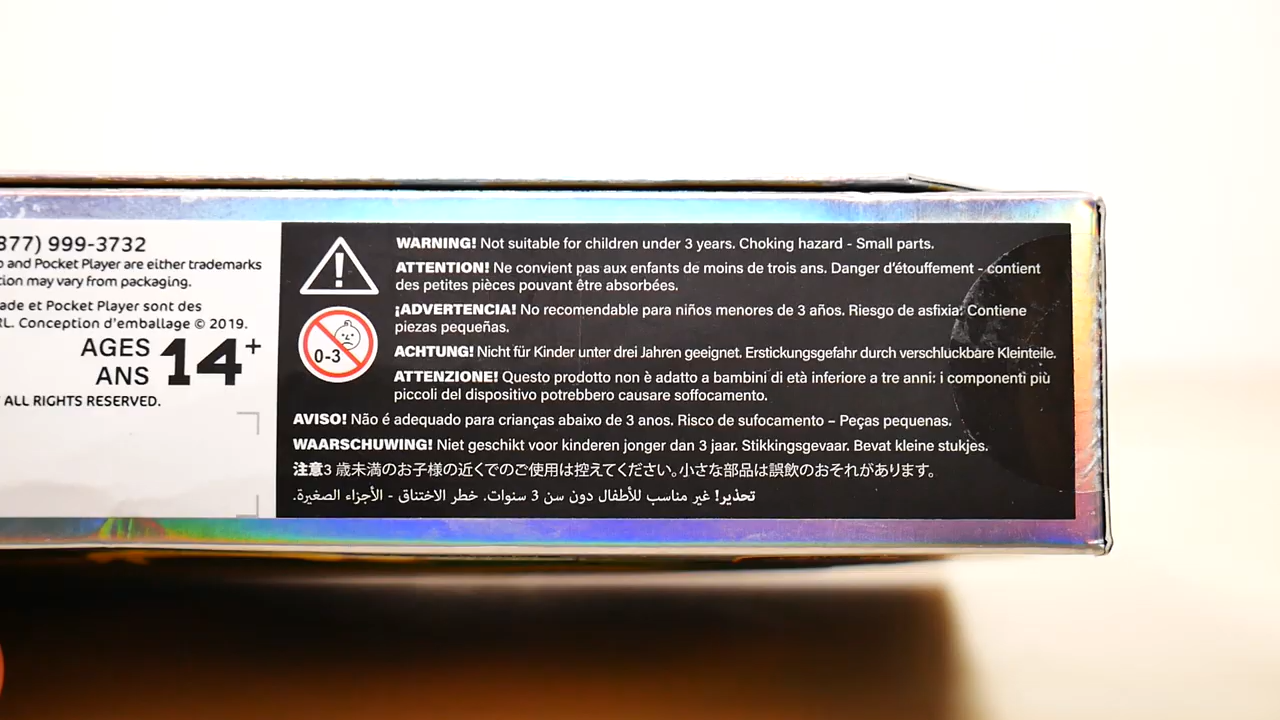 877) 999-3732
and Pocket Player are either trademarks
tion may vary from packaging.
ade et Pocket Player sont des
RL. Conception d'emballage © 2019.
AGES
ANS 14+
ALL RIGHTS RESERVED.
WARNING! Not suitable for children under 3 years. Choking hazard - Small parts.
ATTENTION! Ne convient pas aux enfants de moins de trois ans. Danger d'étouffement - contient
des petites pièces pouvant être absorbées.
¡ADVERTENCIA! No recomendable para niños menores de 3 años. Riesgo de asfixia: Contiene
piezas pequeñas.
0-3
ACHTUNG! Nicht für Kinder unter drei Jahren geeignet. Erstickungsgefahr durch verschluckbare Kleinteile.
ATTENZIONE! Questo prodotto non è adatto a bambini di età inferiore a tre anni: i componenti più
piccoli del dispositivo potrebbero causare soffocamento.
AVISO! Não é adequado para crianças abaixo de 3 anos. Risco de sufocamento – Peças pequenas.
WAARSCHUWING! Niet geschikt voor kinderen jonger dan 3 jaar. Stikkingsgevaar. Bevat kleine stukjes.
注意3 歳未満のお子様の近くでのご使用は控えてください。小さな部品は誤飲のおそれがあります。
تحذير! غير مناسب للأطفال دون سن 3 سنوات. خطر الاختناق - الأجزاء الصغيرة.